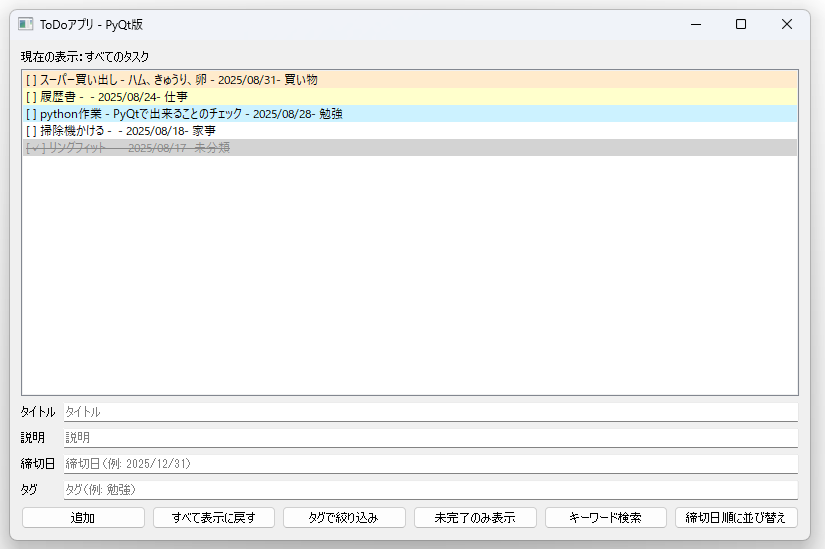 ToDoアプリ - PyQt版
現在の表示：すべてのタスク
[ ] スーパー買い出し - ハム、きゅうり、卵 - 2025/08/31- 買い物
[ ] 履歴書 -  - 2025/08/24- 仕事
[ ] python作業 - PyQtで出来ることのチェック - 2025/08/28- 勉強
[ ] 掃除機かける -  - 2025/08/18- 家事
[✓] リングフィット -  - 2025/08/17- 未分類
タイトル タイトル
説明 説明
締切日 締切日（例: 2025/12/31）
タグ タグ（例: 勉強）
追加 すべて表示に戻す タグで絞り込み 未完了のみ表示 キーワード検索 締切日順に並び替え